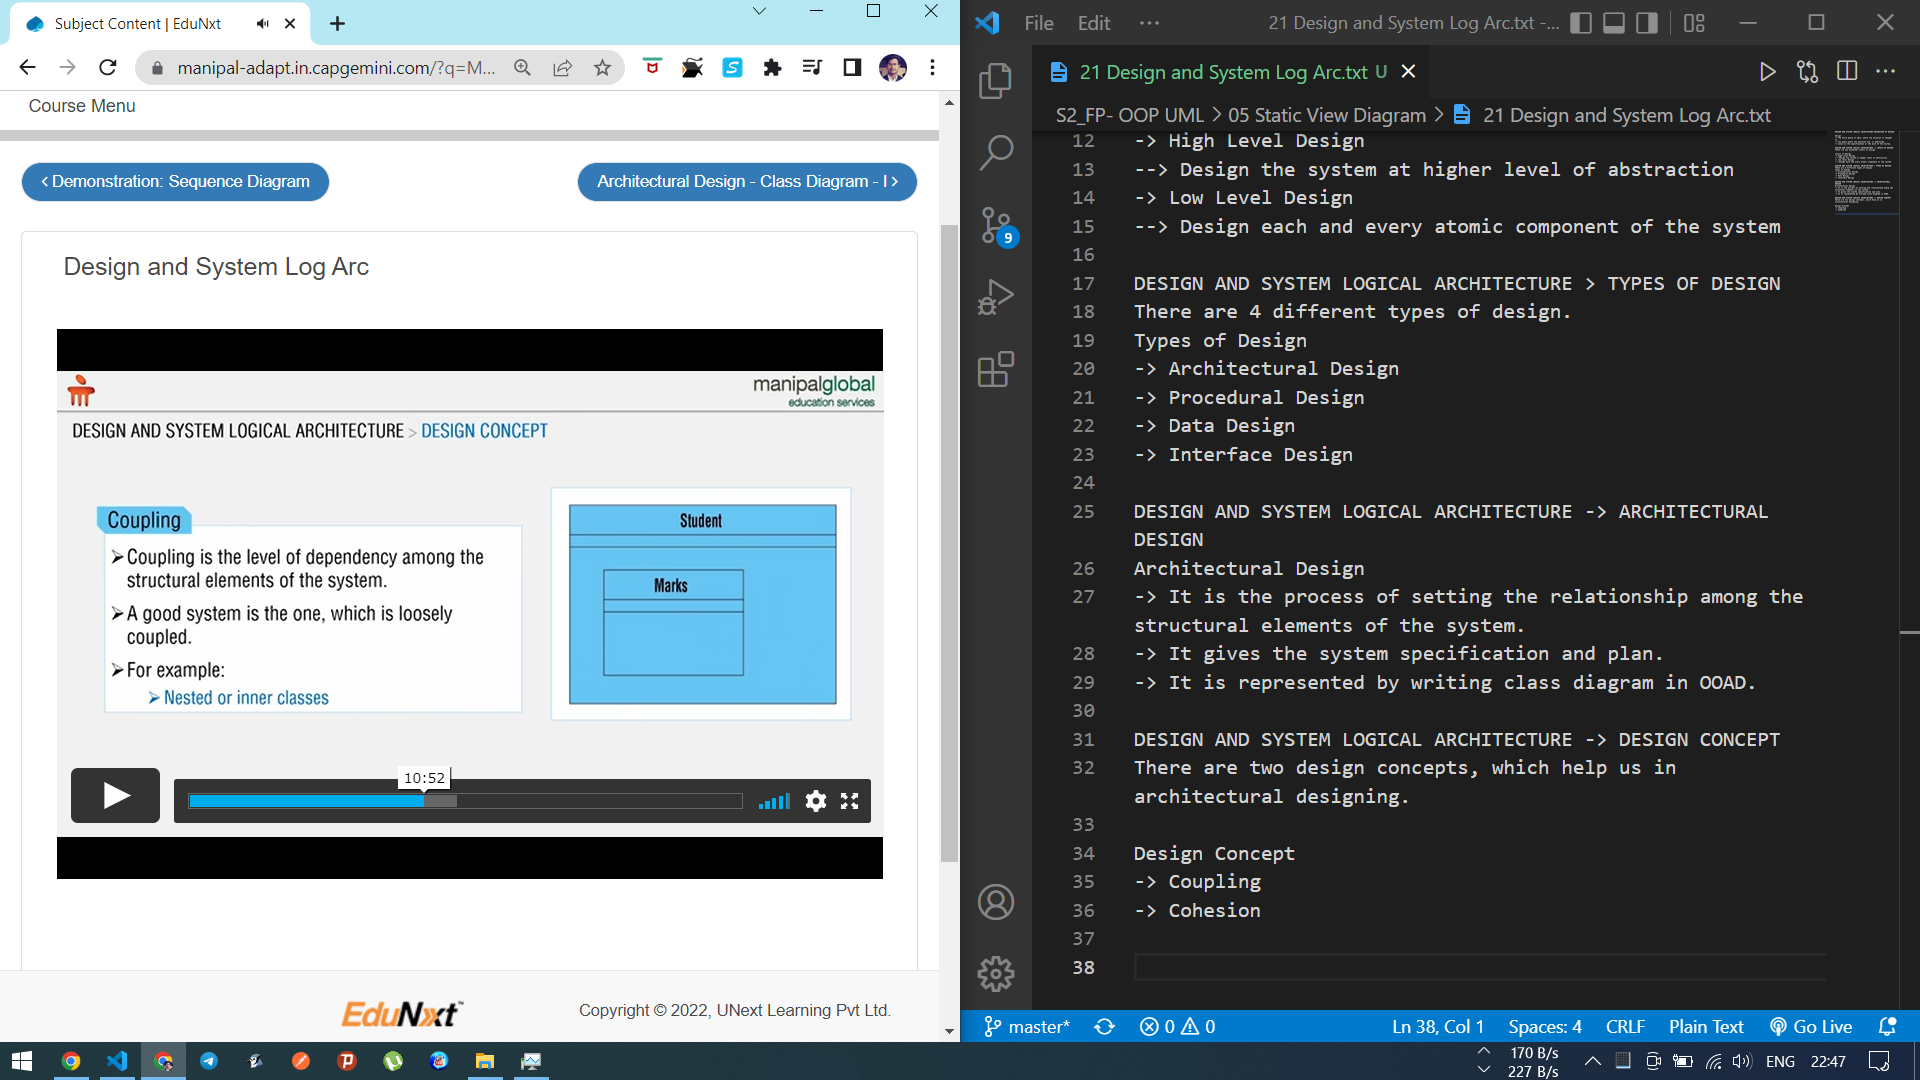 Subject Content | EduNxt
manipal-adapt.in.capgemini.com/?q=M...
Course Menu
Demonstration: Sequence Diagram
Architectural Design - Class Diagram - I
Design and System Log Arc
manipalglobal
education services
DESIGN AND SYSTEM LOGICAL ARCHITECTURE > DESIGN CONCEPT
Coupling
Coupling is the level of dependency among the
structural elements of the system.
A good system is the one, which is loosely
coupled.
For example:
Nested or inner classes
Student
Marks
10:52
EduNxt™
Copyright © 2022, UNext Learning Pvt Ltd.
File Edit ···
21 Design and System Log Arc.txt -...
21 Design and System Log Arc.txt U
S2_FP- OOP UML > 05 Static View Diagram > 21 Design and System Log Arc.txt
9
12 -> High Level Design
13 --> Design the system at higher level of abstraction
14 -> Low Level Design
15 --> Design each and every atomic component of the system
16
17 DESIGN AND SYSTEM LOGICAL ARCHITECTURE > TYPES OF DESIGN
18 There are 4 different types of design.
19 Types of Design
20 -> Architectural Design
21 -> Procedural Design
22 -> Data Design
23 -> Interface Design
24
25 DESIGN AND SYSTEM LOGICAL ARCHITECTURE -> ARCHITECTURAL
DESIGN
26 Architectural Design
27 -> It is the process of setting the relationship among the
structural elements of the system.
28 -> It gives the system specification and plan.
29 -> It is represented by writing class diagram in OOAD.
30
31 DESIGN AND SYSTEM LOGICAL ARCHITECTURE -> DESIGN CONCEPT
32 There are two design concepts, which help us in
architectural designing.
33
34 Design Concept
35 -> Coupling
36 -> Cohesion
37
38
master* 0 0 Ln 38, Col 1 Spaces: 4 CRLF Plain Text Go Live
170 B/s
227 B/s
ENG 22:47